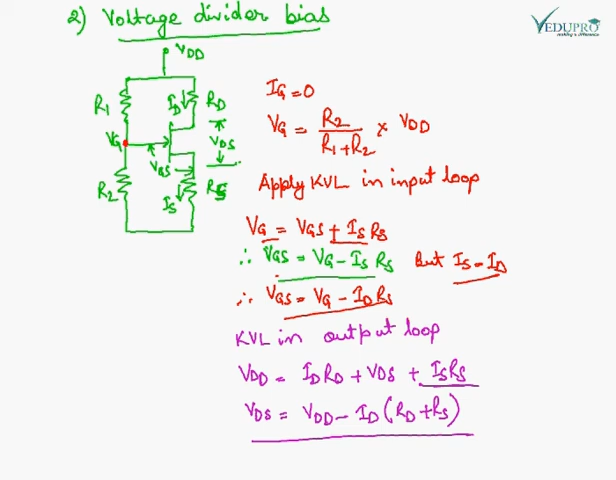 2) Voltage divider bias
VEDUPRO
making a difference
VDD
R1
ID
RD
VG
VDS
VGS
R2
IS
RS
IG = 0
VG = R2 / R1 + R2 × VDD
Apply KVL in input loop
VG = VGS + IS RS
∴ VGS = VG - IS RS But IS = ID
∴ VGS = VG - ID RS
KVL in output loop
VDD = ID RD + VDS + IS RS
VDS = VDD - ID (RD + RS)